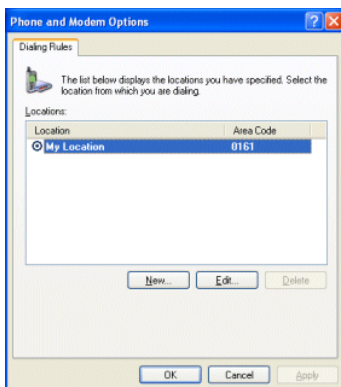 Phone and Modem Options
Dialing Rules
The list below displays the locations you have specified. Select the
location from which you are dialing.
Locations:
Location Area Code
My Location 0161
New... Edit... Delete
OK Cancel Apply